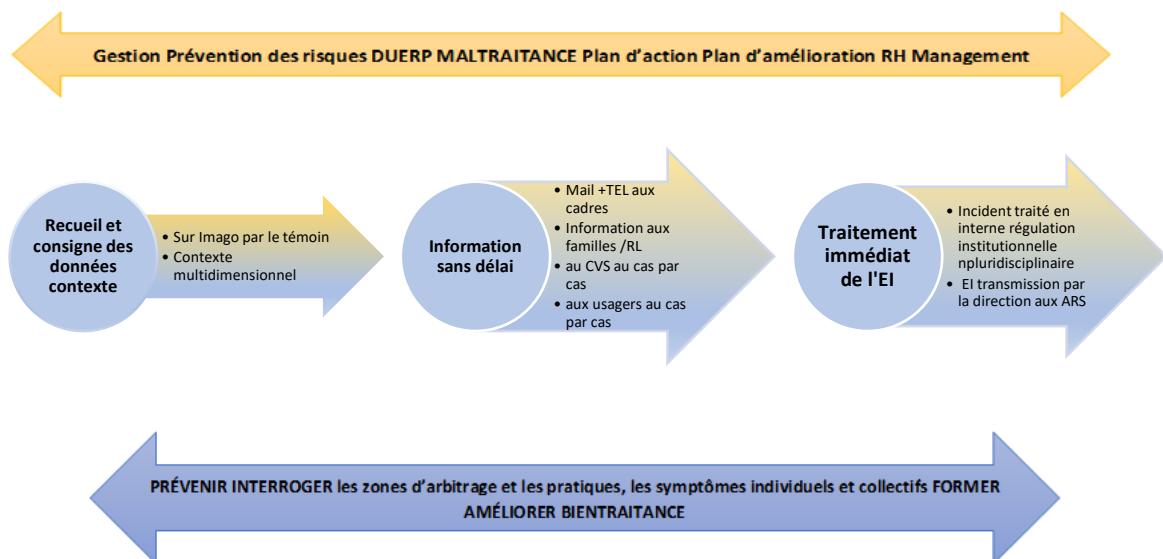 Gestion Prévention des risques DUERP MALTRAITANCE Plan d'action Plan d'amélioration RH Management
Recueil et
consigne des
données
contexte
• Sur Imago par le témoin
• Contexte
multidimensionnel
Information
sans délai
• Mail +TEL aux
cadres
• Information aux
familles /RL
• au CVS au cas par
cas
• aux usagers au cas
par cas
Traitement
immédiat
de l'EI
• Incident traité en
interne régulation
institutionnelle
npluridisciplinaire
• EI transmission par
la direction aux ARS
PRÉVENIR INTERROGER les zones d'arbitrage et les pratiques, les symptômes individuels et collectifs FORMER
AMÉLIORER BIENTRAITANCE